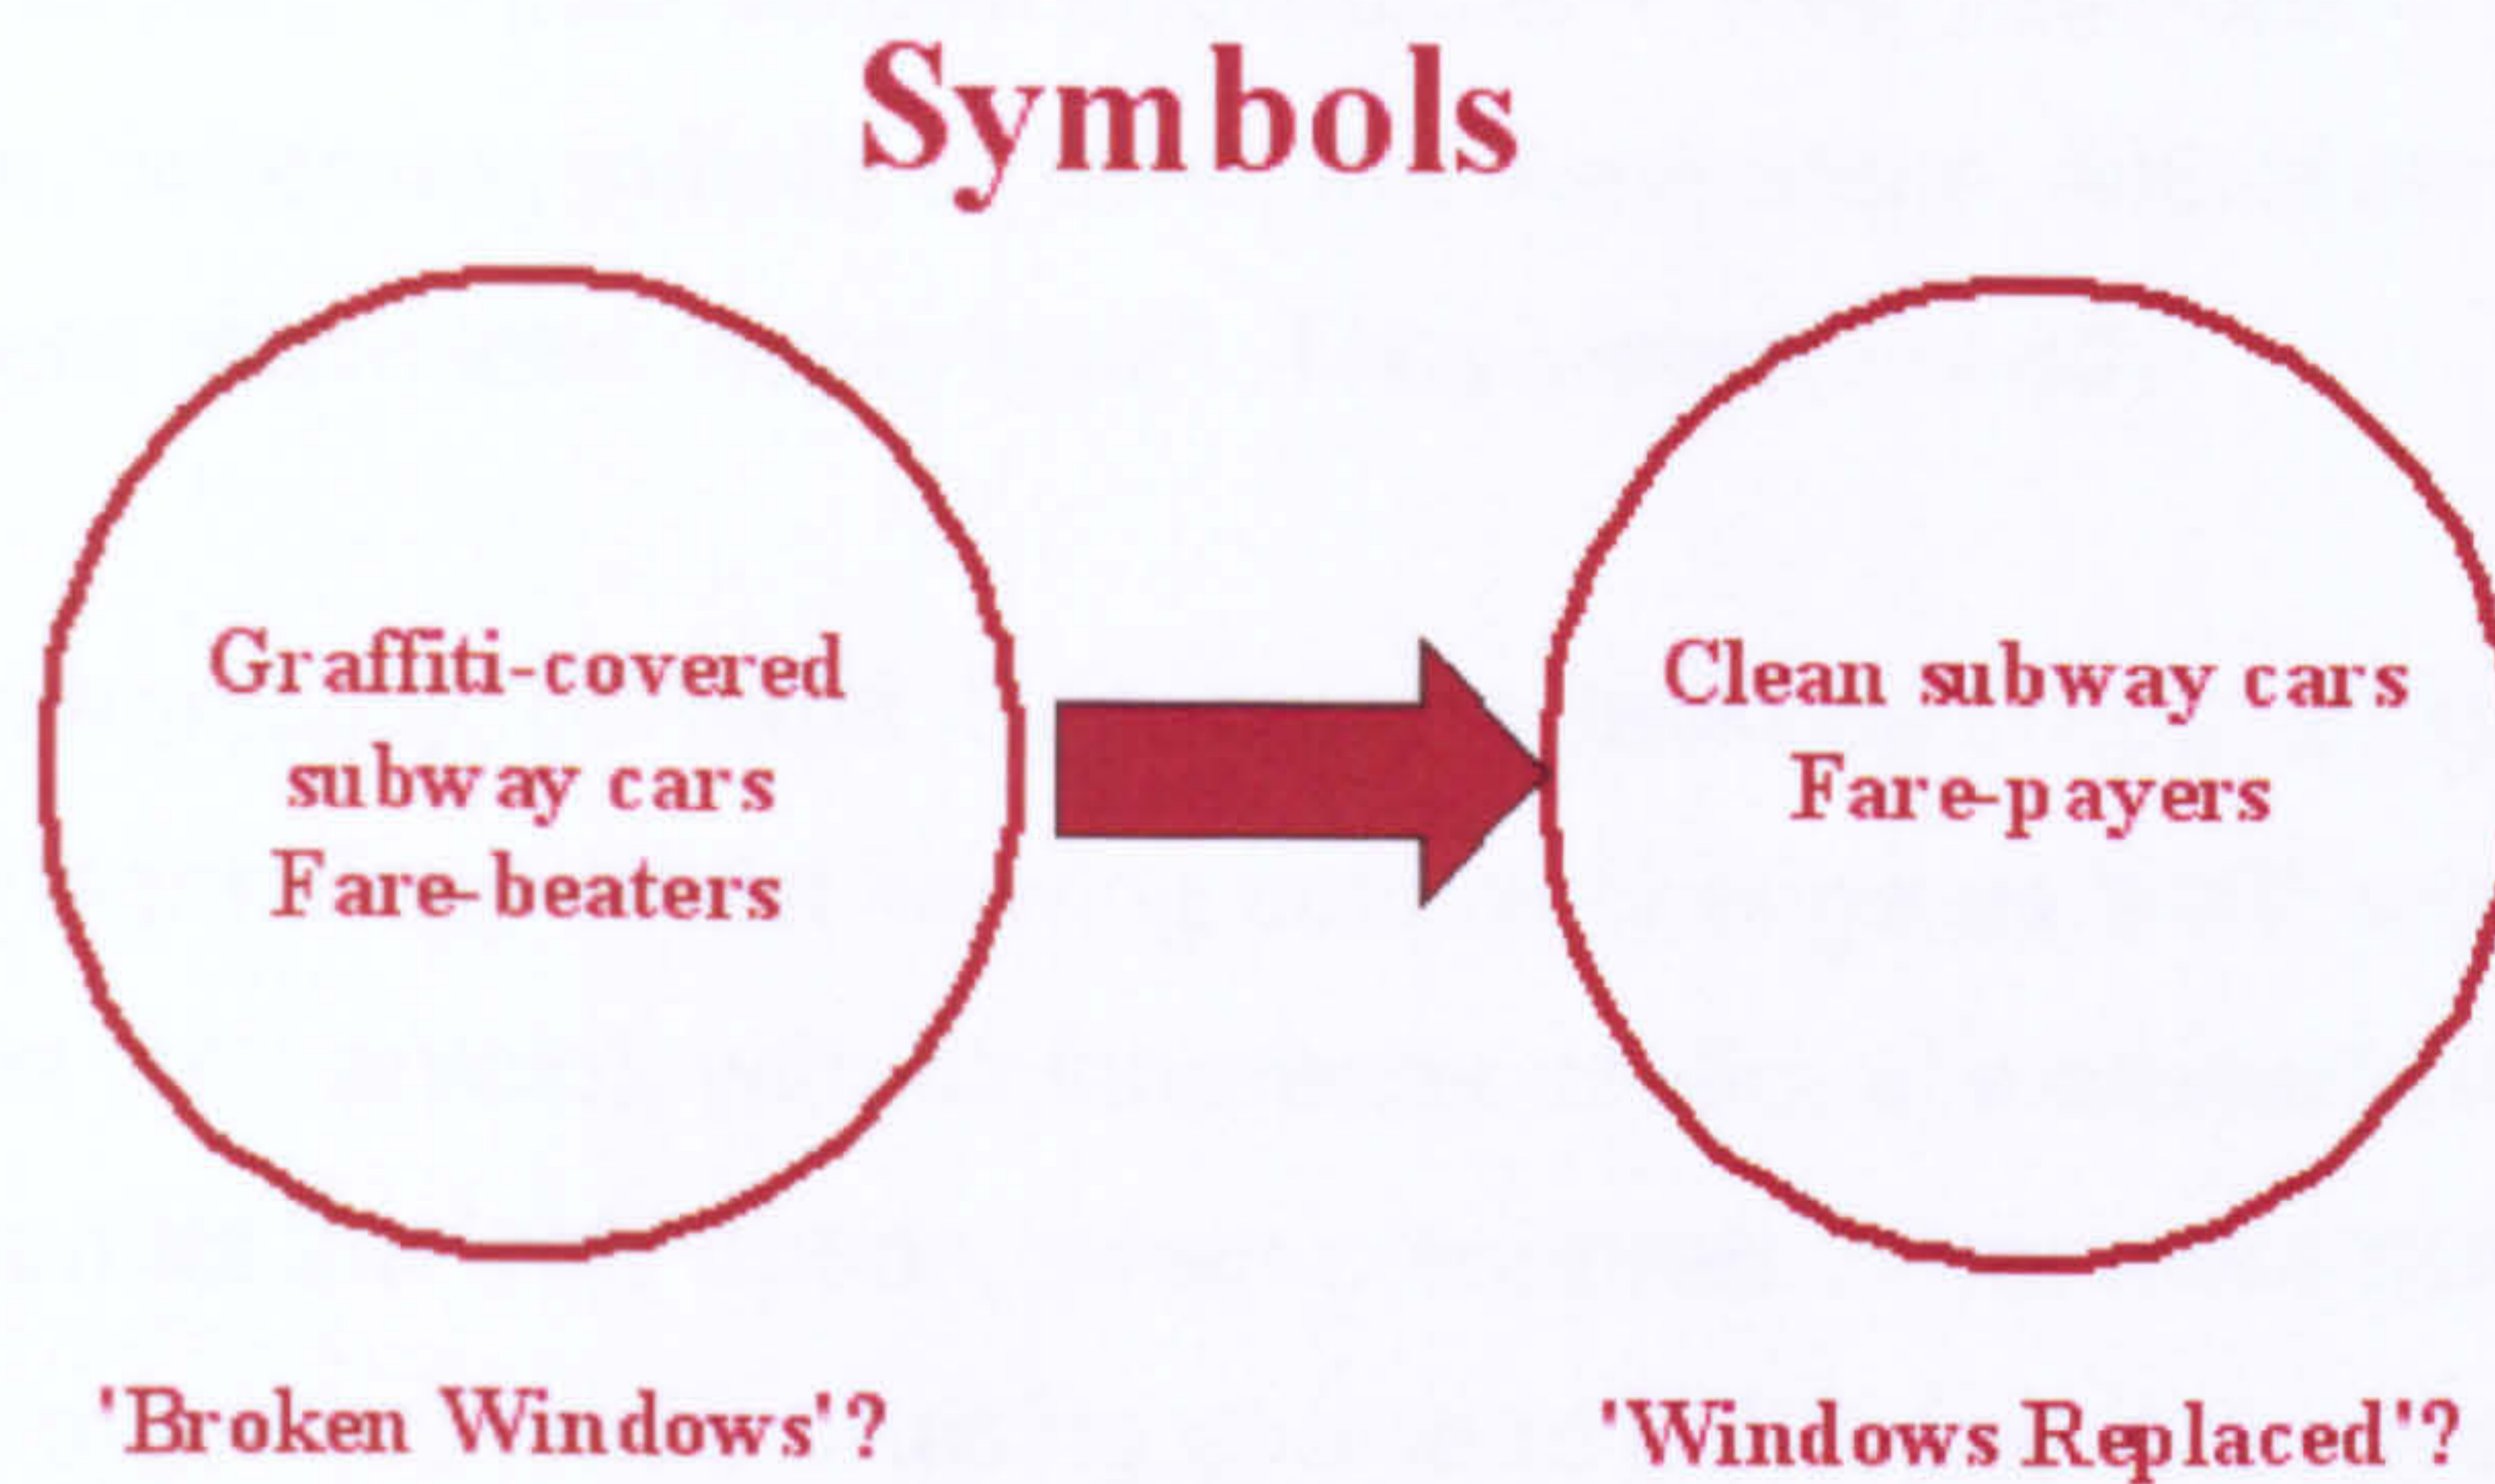 Symbols
Graffiti-covered
subway cars
Fare-beaters
Clean subway cars
Fare-payers
'Broken Windows'?
'Windows Replaced'?